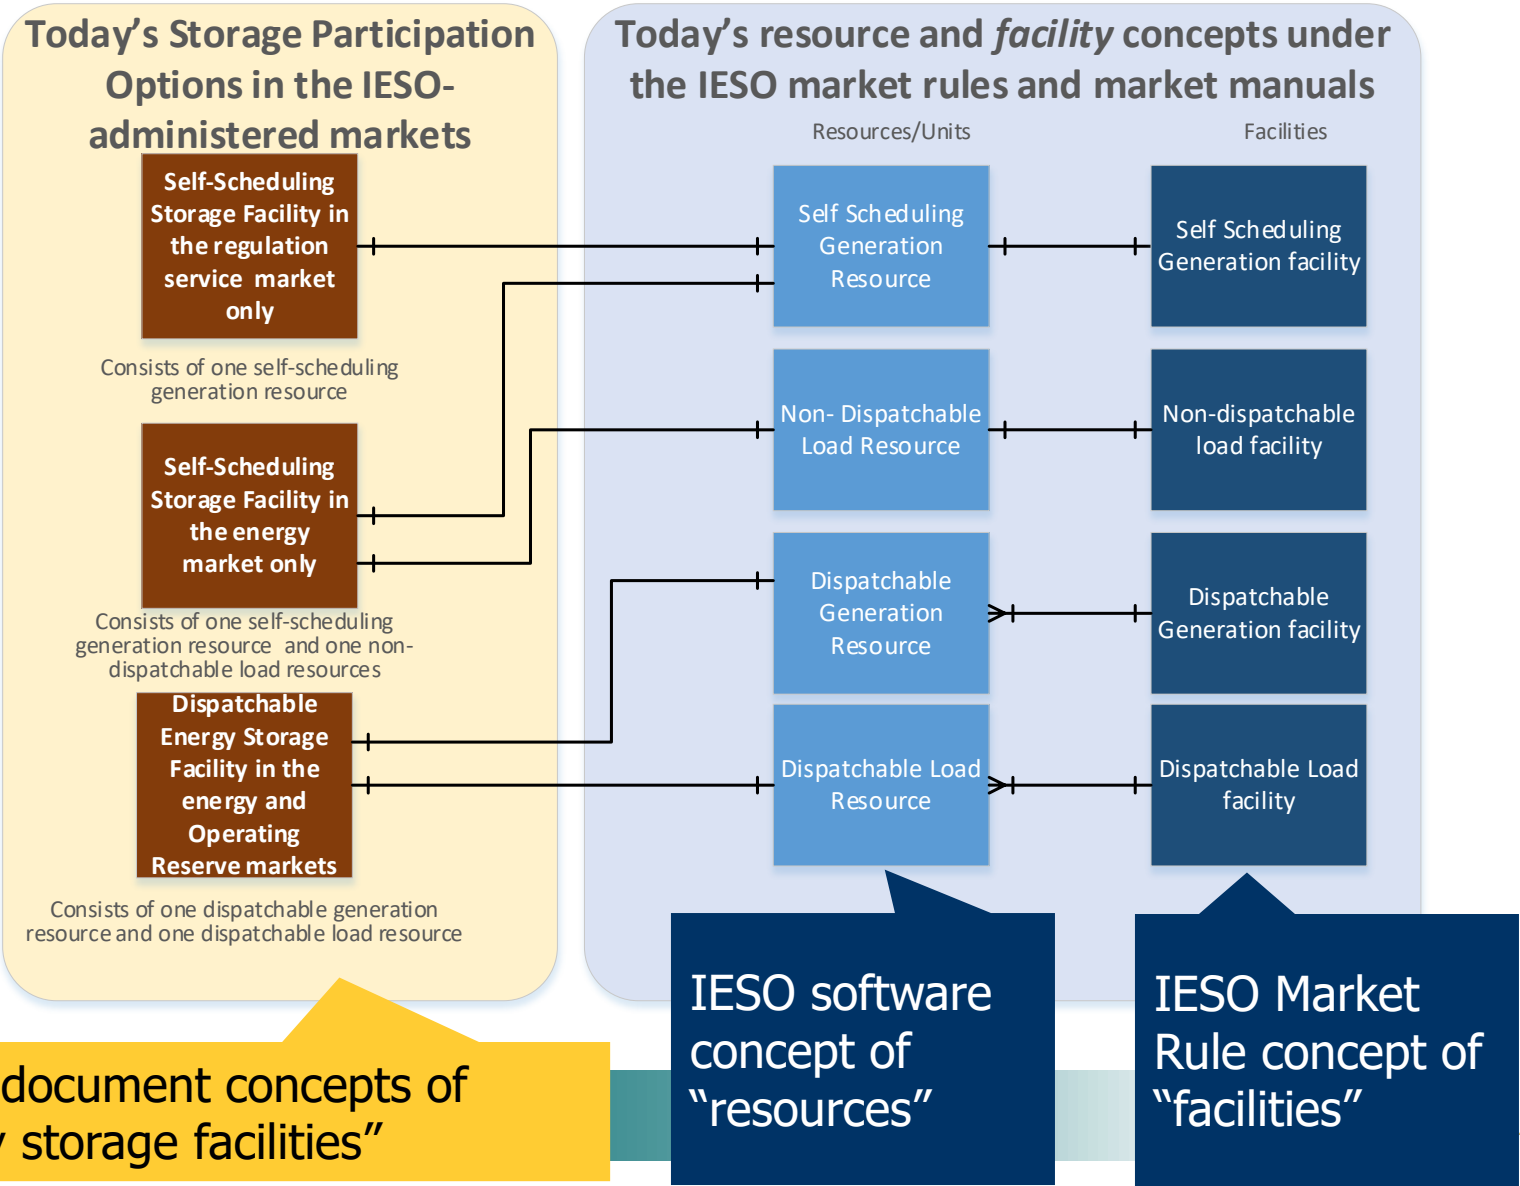 Today's Storage Participation
Options in the IESO-
administered markets
Self-Scheduling
Storage Facility in
the regulation
service market
only
Consists of one self-scheduling
generation resource
Self-Scheduling
Storage Facility in
the energy
market only
Consists of one self-scheduling
generation resource and one non-
dispatchable load resources
Dispatchable
Energy Storage
Facility in the
energy and
Operating
Reserve markets
Consists of one dispatchable generation
resource and one dispatchable load resource
document concepts of
storage facilities”
Today's resource and facility concepts under
the IESO market rules and market manuals
Resources/Units
Facilities
Self Scheduling
Generation
Resource
Self Scheduling
Generation facility
Non- Dispatchable
Load Resource
Non-dispatchable
load facility
Dispatchable
Generation
Resource
Dispatchable
Generation facility
Dispatchable Load
Resource
Dispatchable Load
facility
IESO software
concept of
“resources”
IESO Market
Rule concept of
“facilities”